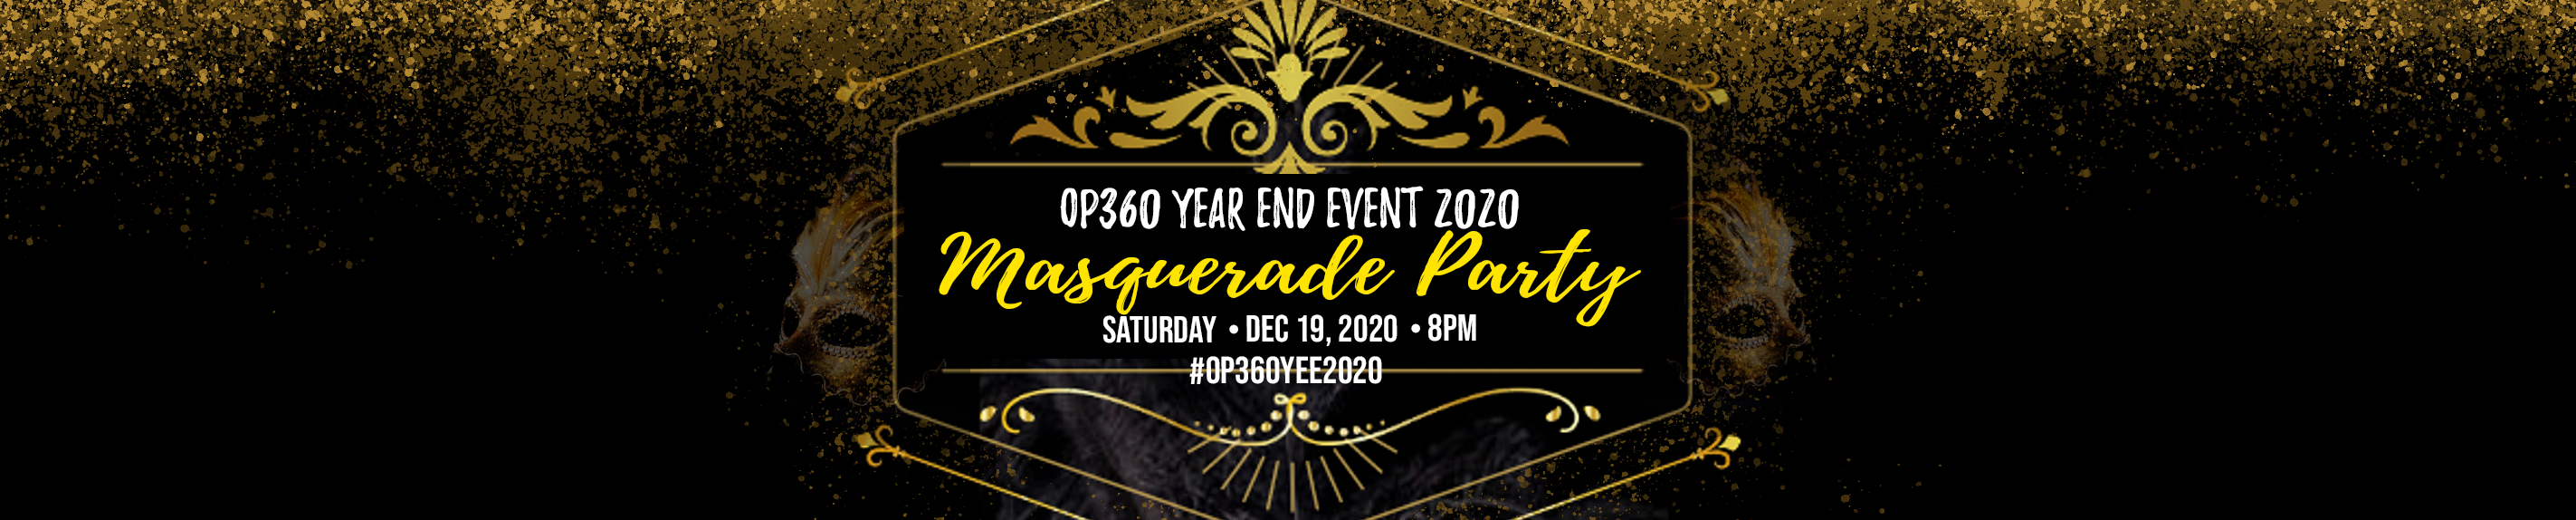 OP360 YEAR END EVENT 2020
Masquerade Party
SATURDAY • DEC 19, 2020 • 8PM
#OP360YEE2020